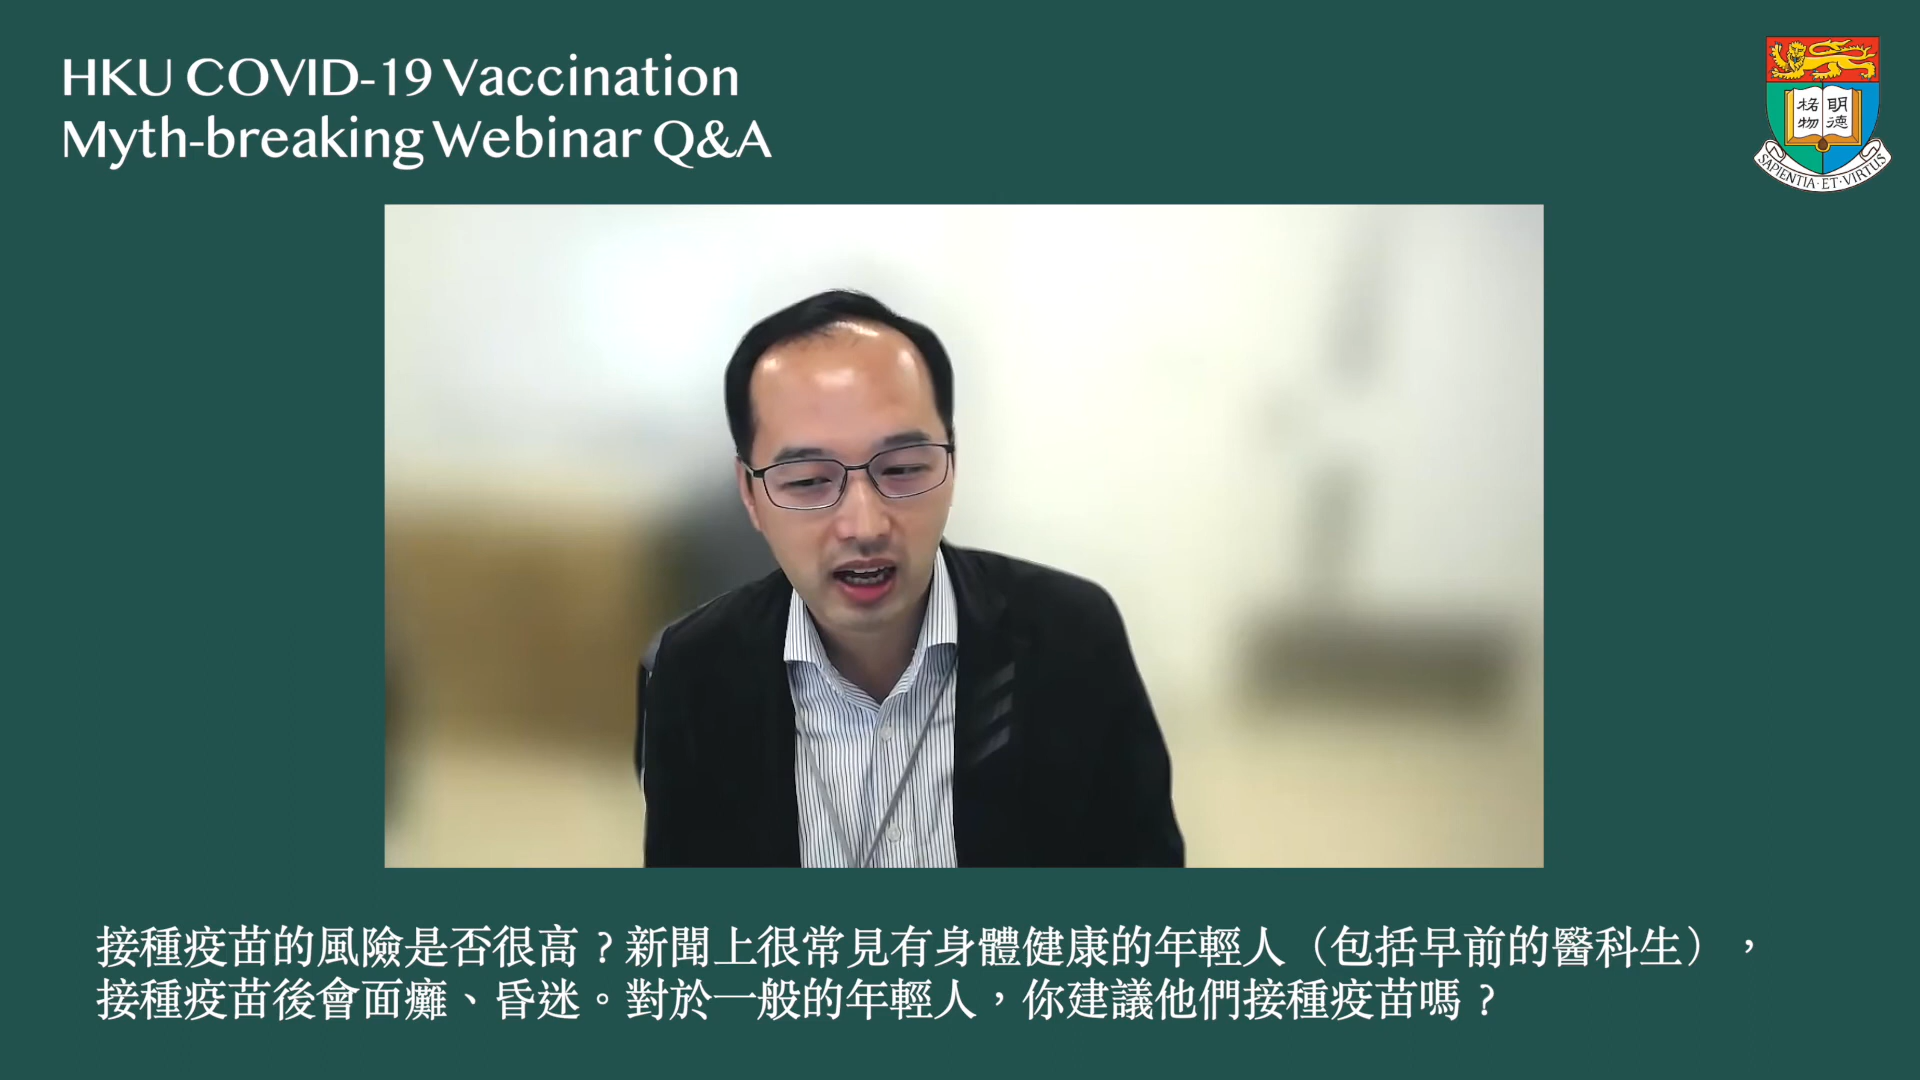 HKU COVID-19 Vaccination
Myth-breaking Webinar Q&A
明德
格物
SAPIENTIA·ET·VIRTUS
接種疫苗的風險是否很高？新聞上很常見有身體健康的年輕人（包括早前的醫科生），
接種疫苗後會面癱、昏迷。對於一般的年輕人，你建議他們接種疫苗嗎？